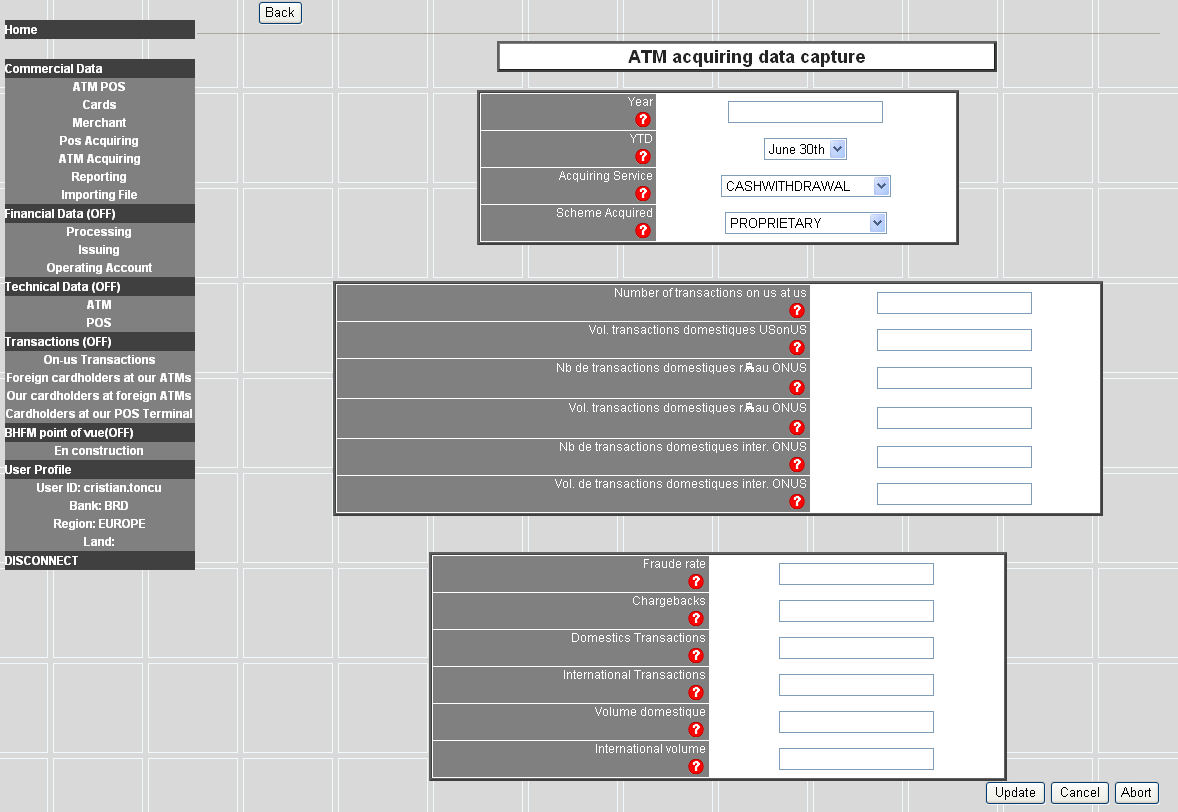 Back
Home
ATM acquiring data capture
Commercial Data
ATM POS
Cards
Merchant
Pos Acquiring
ATM Acquiring
Reporting
Importing File
Financial Data (OFF)
Processing
Issuing
Operating Account
Technical Data (OFF)
ATM
POS
Transactions (OFF)
On-us Transactions
Foreign cardholders at our ATMs
Our cardholders at foreign ATMs
Cardholders at our POS Terminal
BHFM point of vue(OFF)
En construction
User Profile
User ID: cristian.toncu
Bank: BRD
Region: EUROPE
Land:
DISCONNECT
Year
YTD
June 30th
Acquiring Service
CASHWITHDRAWAL
Scheme Acquired
PROPRIETARY
Number of transactions on us at us
Vol. transactions domestiques USonUS
Nb de transactions domestiques ONUS
Vol. transactions domestiques ONUS
Nb de transactions domestiques inter. ONUS
Vol. de transactions domestiques inter. ONUS
Fraude rate
Chargebacks
Domestics Transactions
International Transactions
Volume domestique
International volume
Update
Cancel
Abort